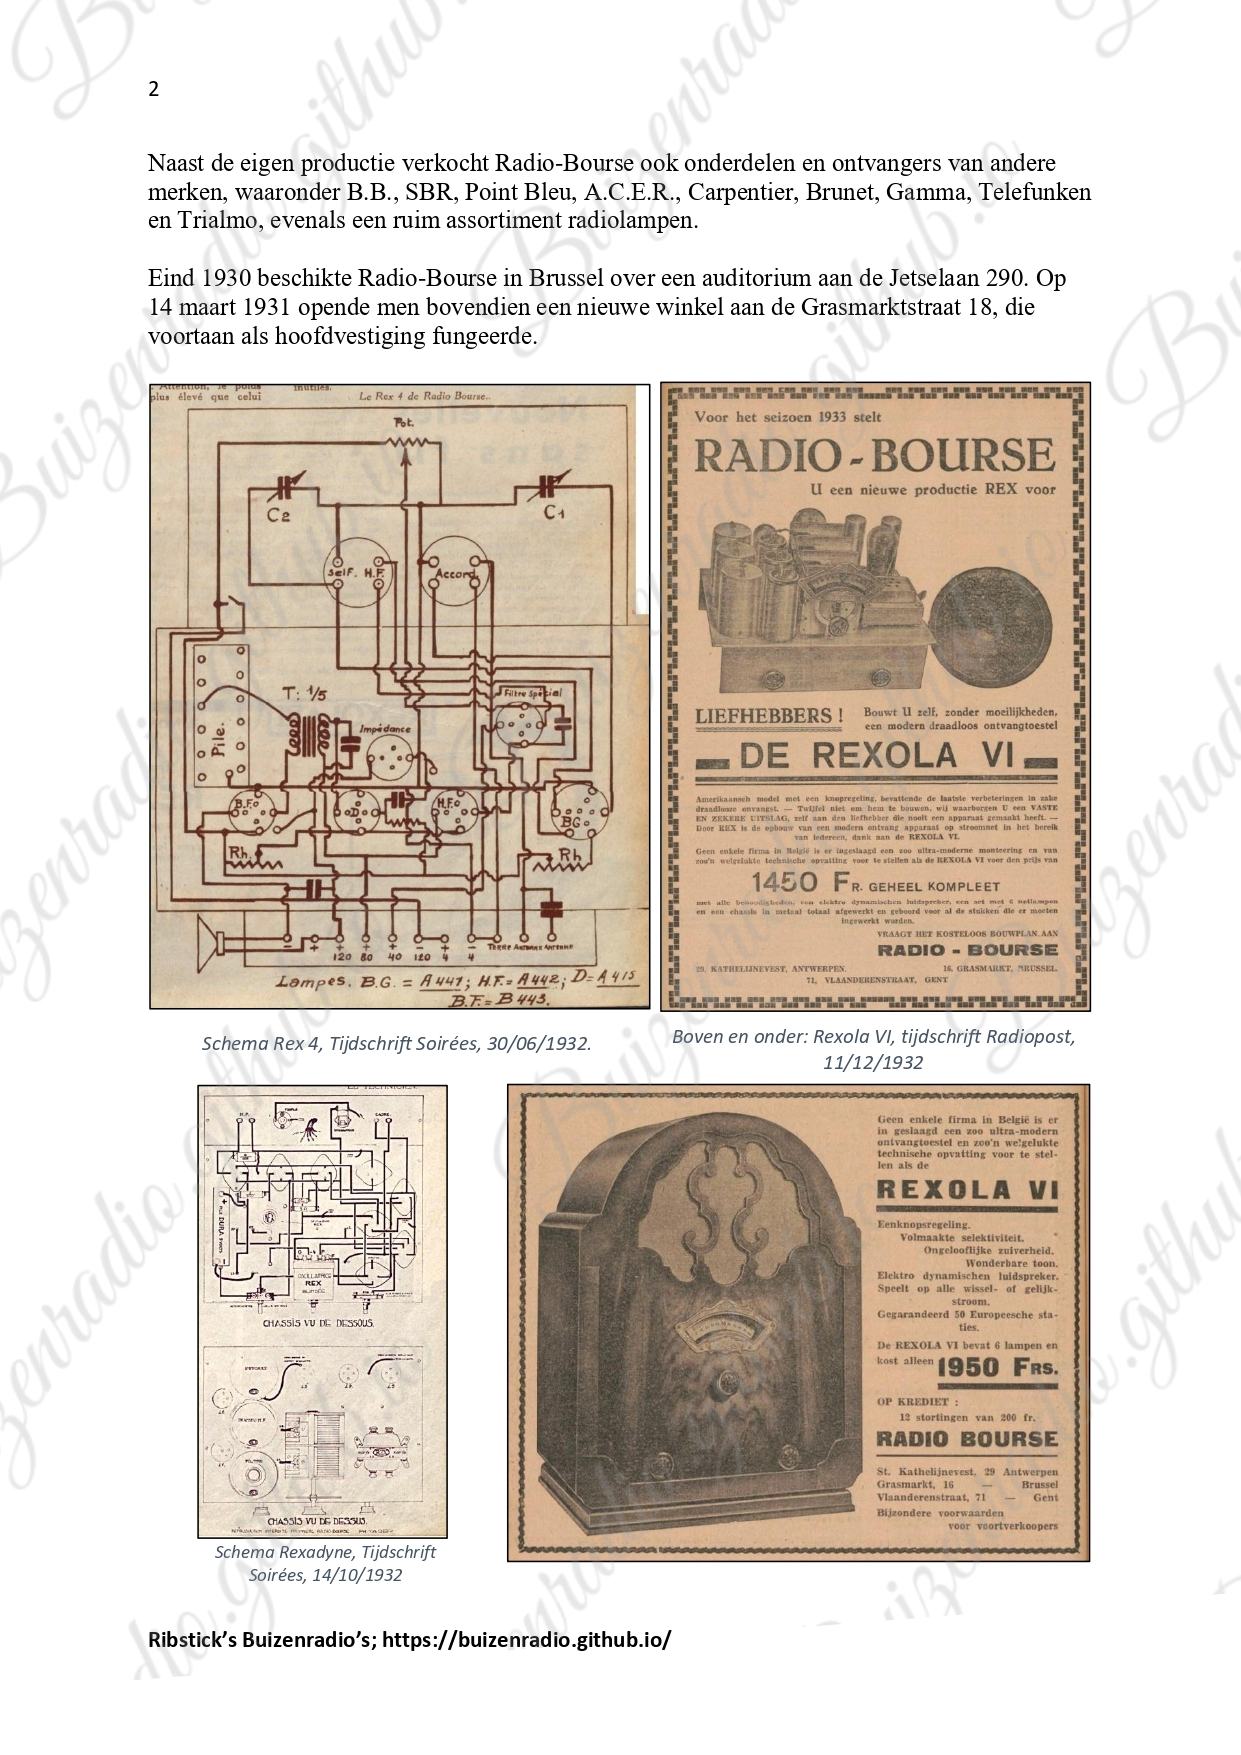 2
Naast de eigen productie verkocht Radio-Bourse ook onderdelen en ontvangers van andere
merken, waaronder B.B., SBR, Point Bleu, A.C.E.R., Carpentier, Brunet, Gamma, Telefunken
en Trialmo, evenals een ruim assortiment radiolampen.
Eind 1930 beschikte Radio-Bourse in Brussel over een auditorium aan de Jetselaan 290. Op
14 maart 1931 opende men bovendien een nieuwe winkel aan de Grasmarktstraat 18, die
voortaan als hoofdvestiging fungeerde.
. Attention, le poids inutiles.
plus élevé que celui
Le Rex 4 de Radio Bourse..
Pot.
C2
C1
Self. H.F.
Accord
T: 1/5
Filtre Spécial
Impédance
Pile.
B.F.
D
H.F.
BG
Rh.
Rh
- + + + + - + -
120 80 40 120 4 4
TERRE ANTENNE ANTENNE
Lampes. B.G. = A441; H.F.= A442; D=A415
B.F.= B443.
Schema Rex 4, Tijdschrift Soirées, 30/06/1932.
Voor het seizoen 1933 stelt
RADIO - BOURSE
U een nieuwe productie REX voor
LIEFHEBBERS !
Bouwt U zelf, zonder moeilijkheden,
een modern draadloos ontvangtoestel
DE REXOLA VI
Amerikaansch model met een knopregeling, bevattende de laatste verbeteringen in zake
draadlooze onvangst. — Twijfel niet om hem te bouwen, wij waarborgen U een VASTE
EN ZEKERE UITSLAG, zelf aan den liefhebber die nooit een apparaat gemaakt heeft. —
Door REX is de opbouw van een modern ontvang apparaat op stroomnet in het bereik
van iedereen, dank aan de REXOLA VI.
Geen enkele firma in België is er ingeslaagd een zoo ultra-moderne monteering en van
zoo'n welgelukte technische opvatting voor te stellen als de REXOLA VI voor den prijs van
1450 FR. GEHEEL KOMPLEET
met alle benoodigheden, een elektro dynamischen luidspreker, een set met 6 netlampen
en een chassis in metaal totaal afgewerkt en geboord voor al de stukken die er moeten
ingewerkt worden.
VRAAGT HET KOSTELOOS BOUWPLAN AAN
RADIO - BOURSE
29. KATHELIJNEVEST, ANTWERPEN. 16. GRASMARKT, BRUSSEL.
71, VLAANDERENSTRAAT, GENT
Boven en onder: Rexola VI, tijdschrift Radiopost,
11/12/1932
H.P.
CADRE.
OSCILLATRICE
REX
BLINDÉE
CHASSIS VU DE DESSOUS.
FILTRE
CHASSIS VU DE DESSUS.
Schema Rexadyne, Tijdschrift
Soirées, 14/10/1932
Geen enkele firma in België is er
in geslaagd een zoo ultra-modern
ontvangtoestel en zoo'n welgelukte
technische opvatting voor te stel-
len als de
REXOLA VI
Eenknopsregeling.
Volmaakte selektiviteit.
Ongelooflijke zuiverheid.
Wonderbare toon.
Elektro dynamischen luidspreker.
Speelt op alle wissel- of gelijk-
stroom.
Gegarandeerd 50 Europeesche sta-
ties.
De REXOLA VI bevat 6 lampen en
kost alleen 1950 FRS.
OP KREDIET :
12 stortingen van 200 fr.
RADIO BOURSE
St. Kathelijnevest, 29 Antwerpen
Grasmarkt, 16 — Brussel
Vlaanderenstraat, 71 — Gent
Bijzondere voorwaarden
voor voortverkoopers
Ribstick’s Buizenradio’s; https://buizenradio.github.io/
Buizenradio.github.io